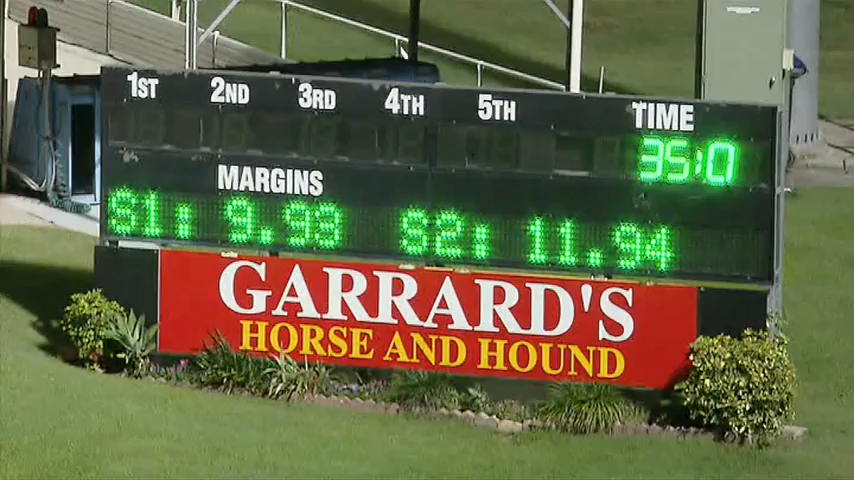 1ST 2ND 3RD 4TH 5TH TIME
35:0
MARGINS
S1: 9.93 S2: 11.94
GARRARD'S
HORSE AND HOUND